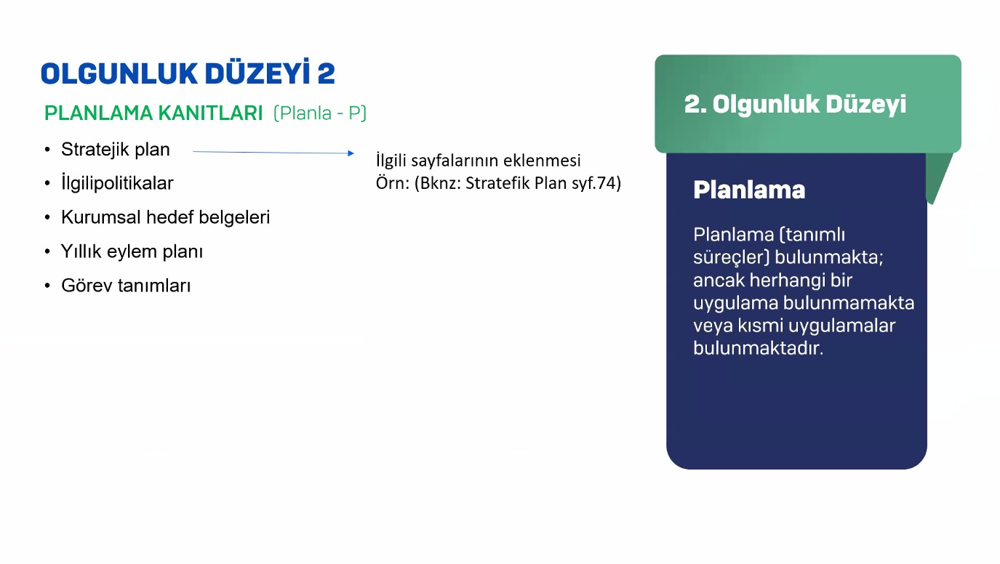 OLGUNLUK DÜZEYİ 2
PLANLAMA KANITLARI (Planla - P)
• Stratejik plan
İlgili sayfalarının eklenmesi
Örn: (Bknz: Stratefik Plan syf.74)
• İlgilipolitikalar
• Kurumsal hedef belgeleri
• Yıllık eylem planı
• Görev tanımları
2. Olgunluk Düzeyi
Planlama
Planlama (tanımlı
süreçler) bulunmakta;
ancak herhangi bir
uygulama bulunmamakta
veya kısmi uygulamalar
bulunmaktadır.